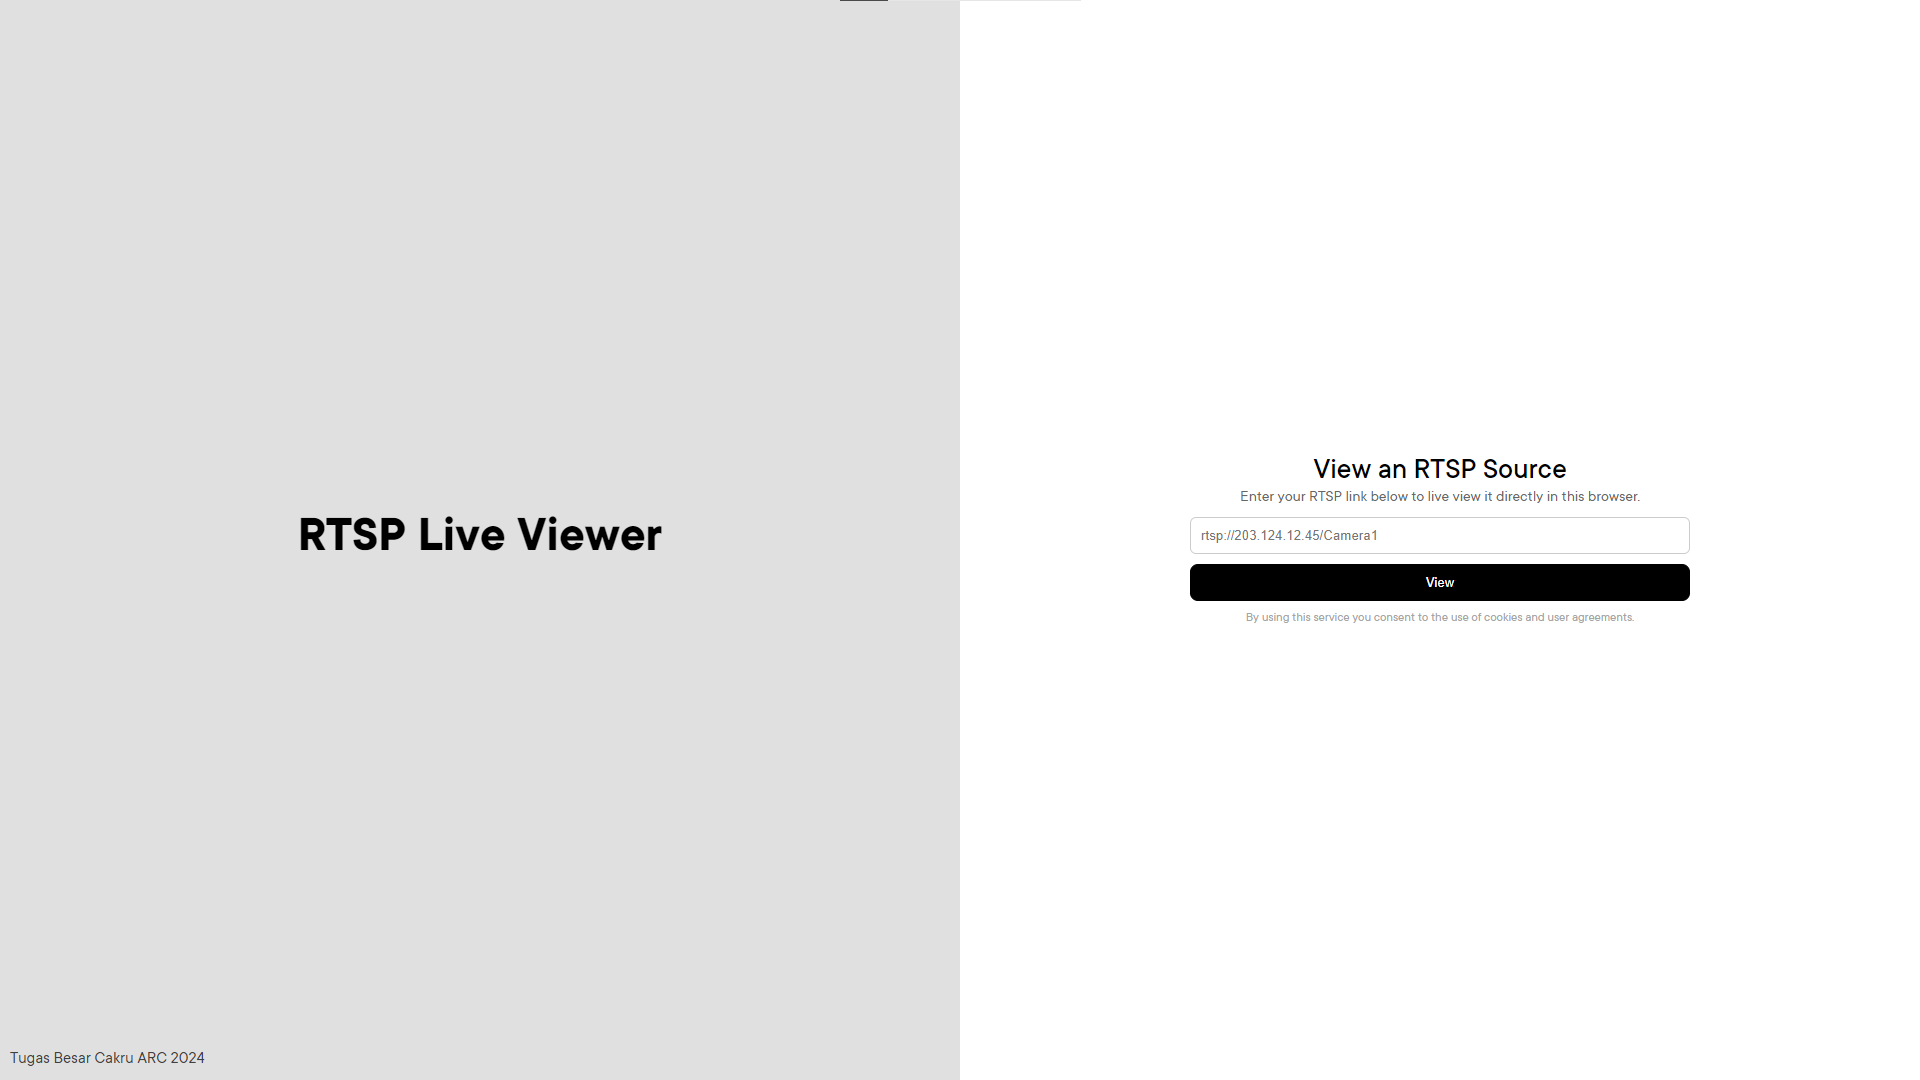 RTSP Live Viewer
Tugas Besar Cakru ARC 2024
View an RTSP Source
Enter your RTSP link below to live view it directly in this browser.
rtsp://203.124.12.45/Camera1
View
By using this service you consent to the use of cookies and user agreements.